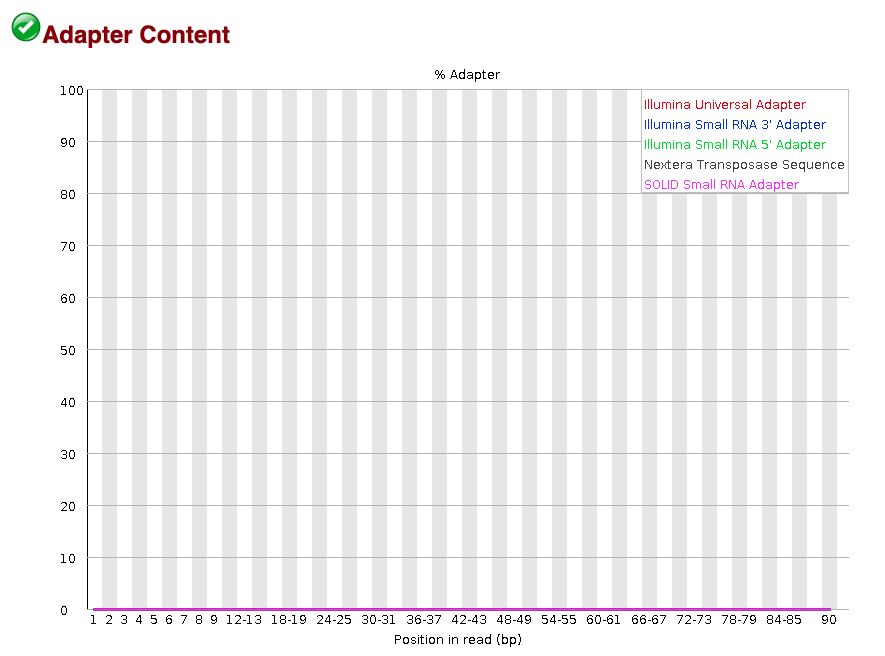 Adapter Content
% Adapter
Illumina Universal Adapter
Illumina Small RNA 3' Adapter
Illumina Small RNA 5' Adapter
Nextera Transposase Sequence
SOLID Small RNA Adapter
100
90
80
70
60
50
40
30
20
10
0
1 2 3 4 5 6 7 8 9 12-13 18-19 24-25 30-31 36-37 42-43 48-49 54-55 60-61 66-67 72-73 78-79 84-85 90
Position in read (bp)